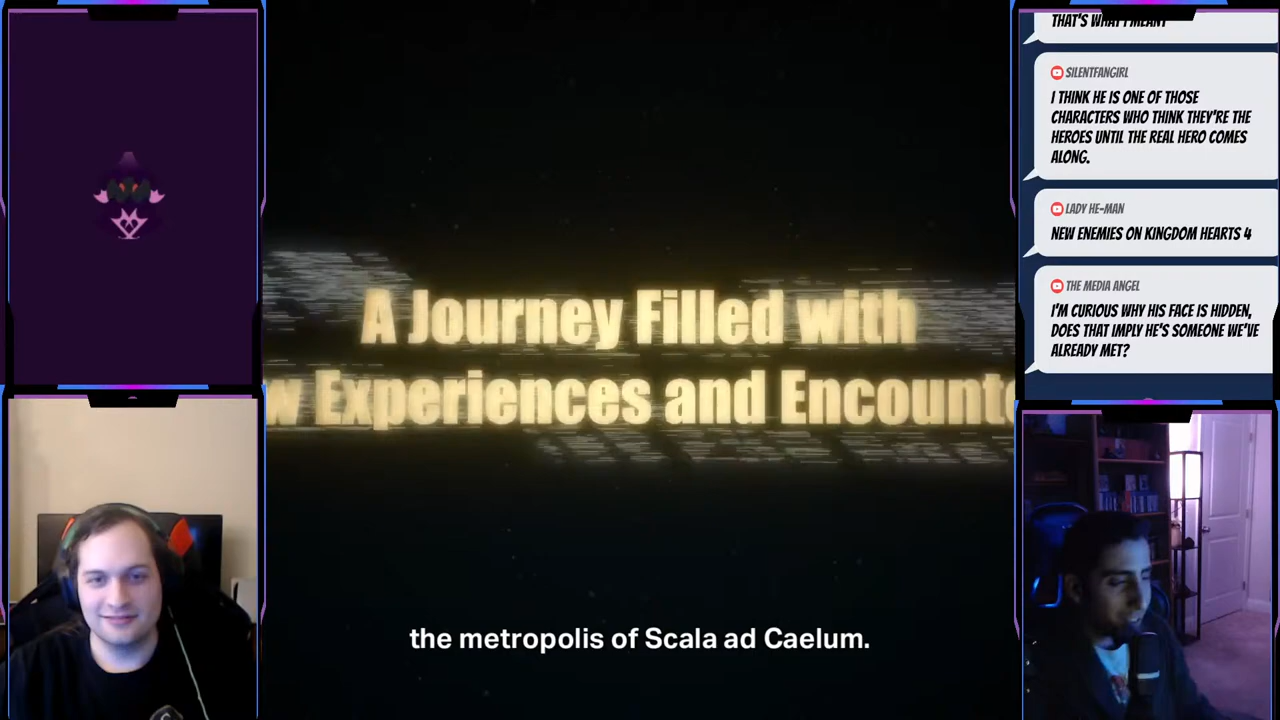 A Journey Filled with
w Experiences and Encounte
the metropolis of Scala ad Caelum.
THAT'S WHAT I MEANT
SILENTFANGIRL
I THINK HE IS ONE OF THOSE
CHARACTERS WHO THINK THEY'RE THE
HEROES UNTIL THE REAL HERO COMES
ALONG.
LADY HE-MAN
NEW ENEMIES ON KINGDOM HEARTS 4
THE MEDIA ANGEL
I'M CURIOUS WHY HIS FACE IS HIDDEN,
DOES THAT IMPLY HE'S SOMEONE WE'VE
ALREADY MET?